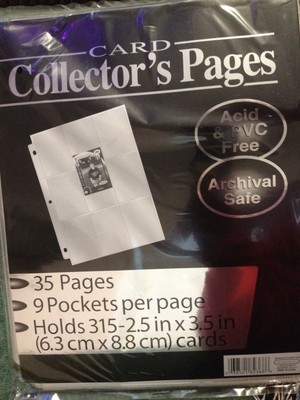 CARD
Collector's Pages
Acid
& PVC
Free
Archival
Safe
35 Pages
9 Pockets per page
Holds 315-2.5 in x 3.5 in
(6.3 cm x 8.8 cm) cards